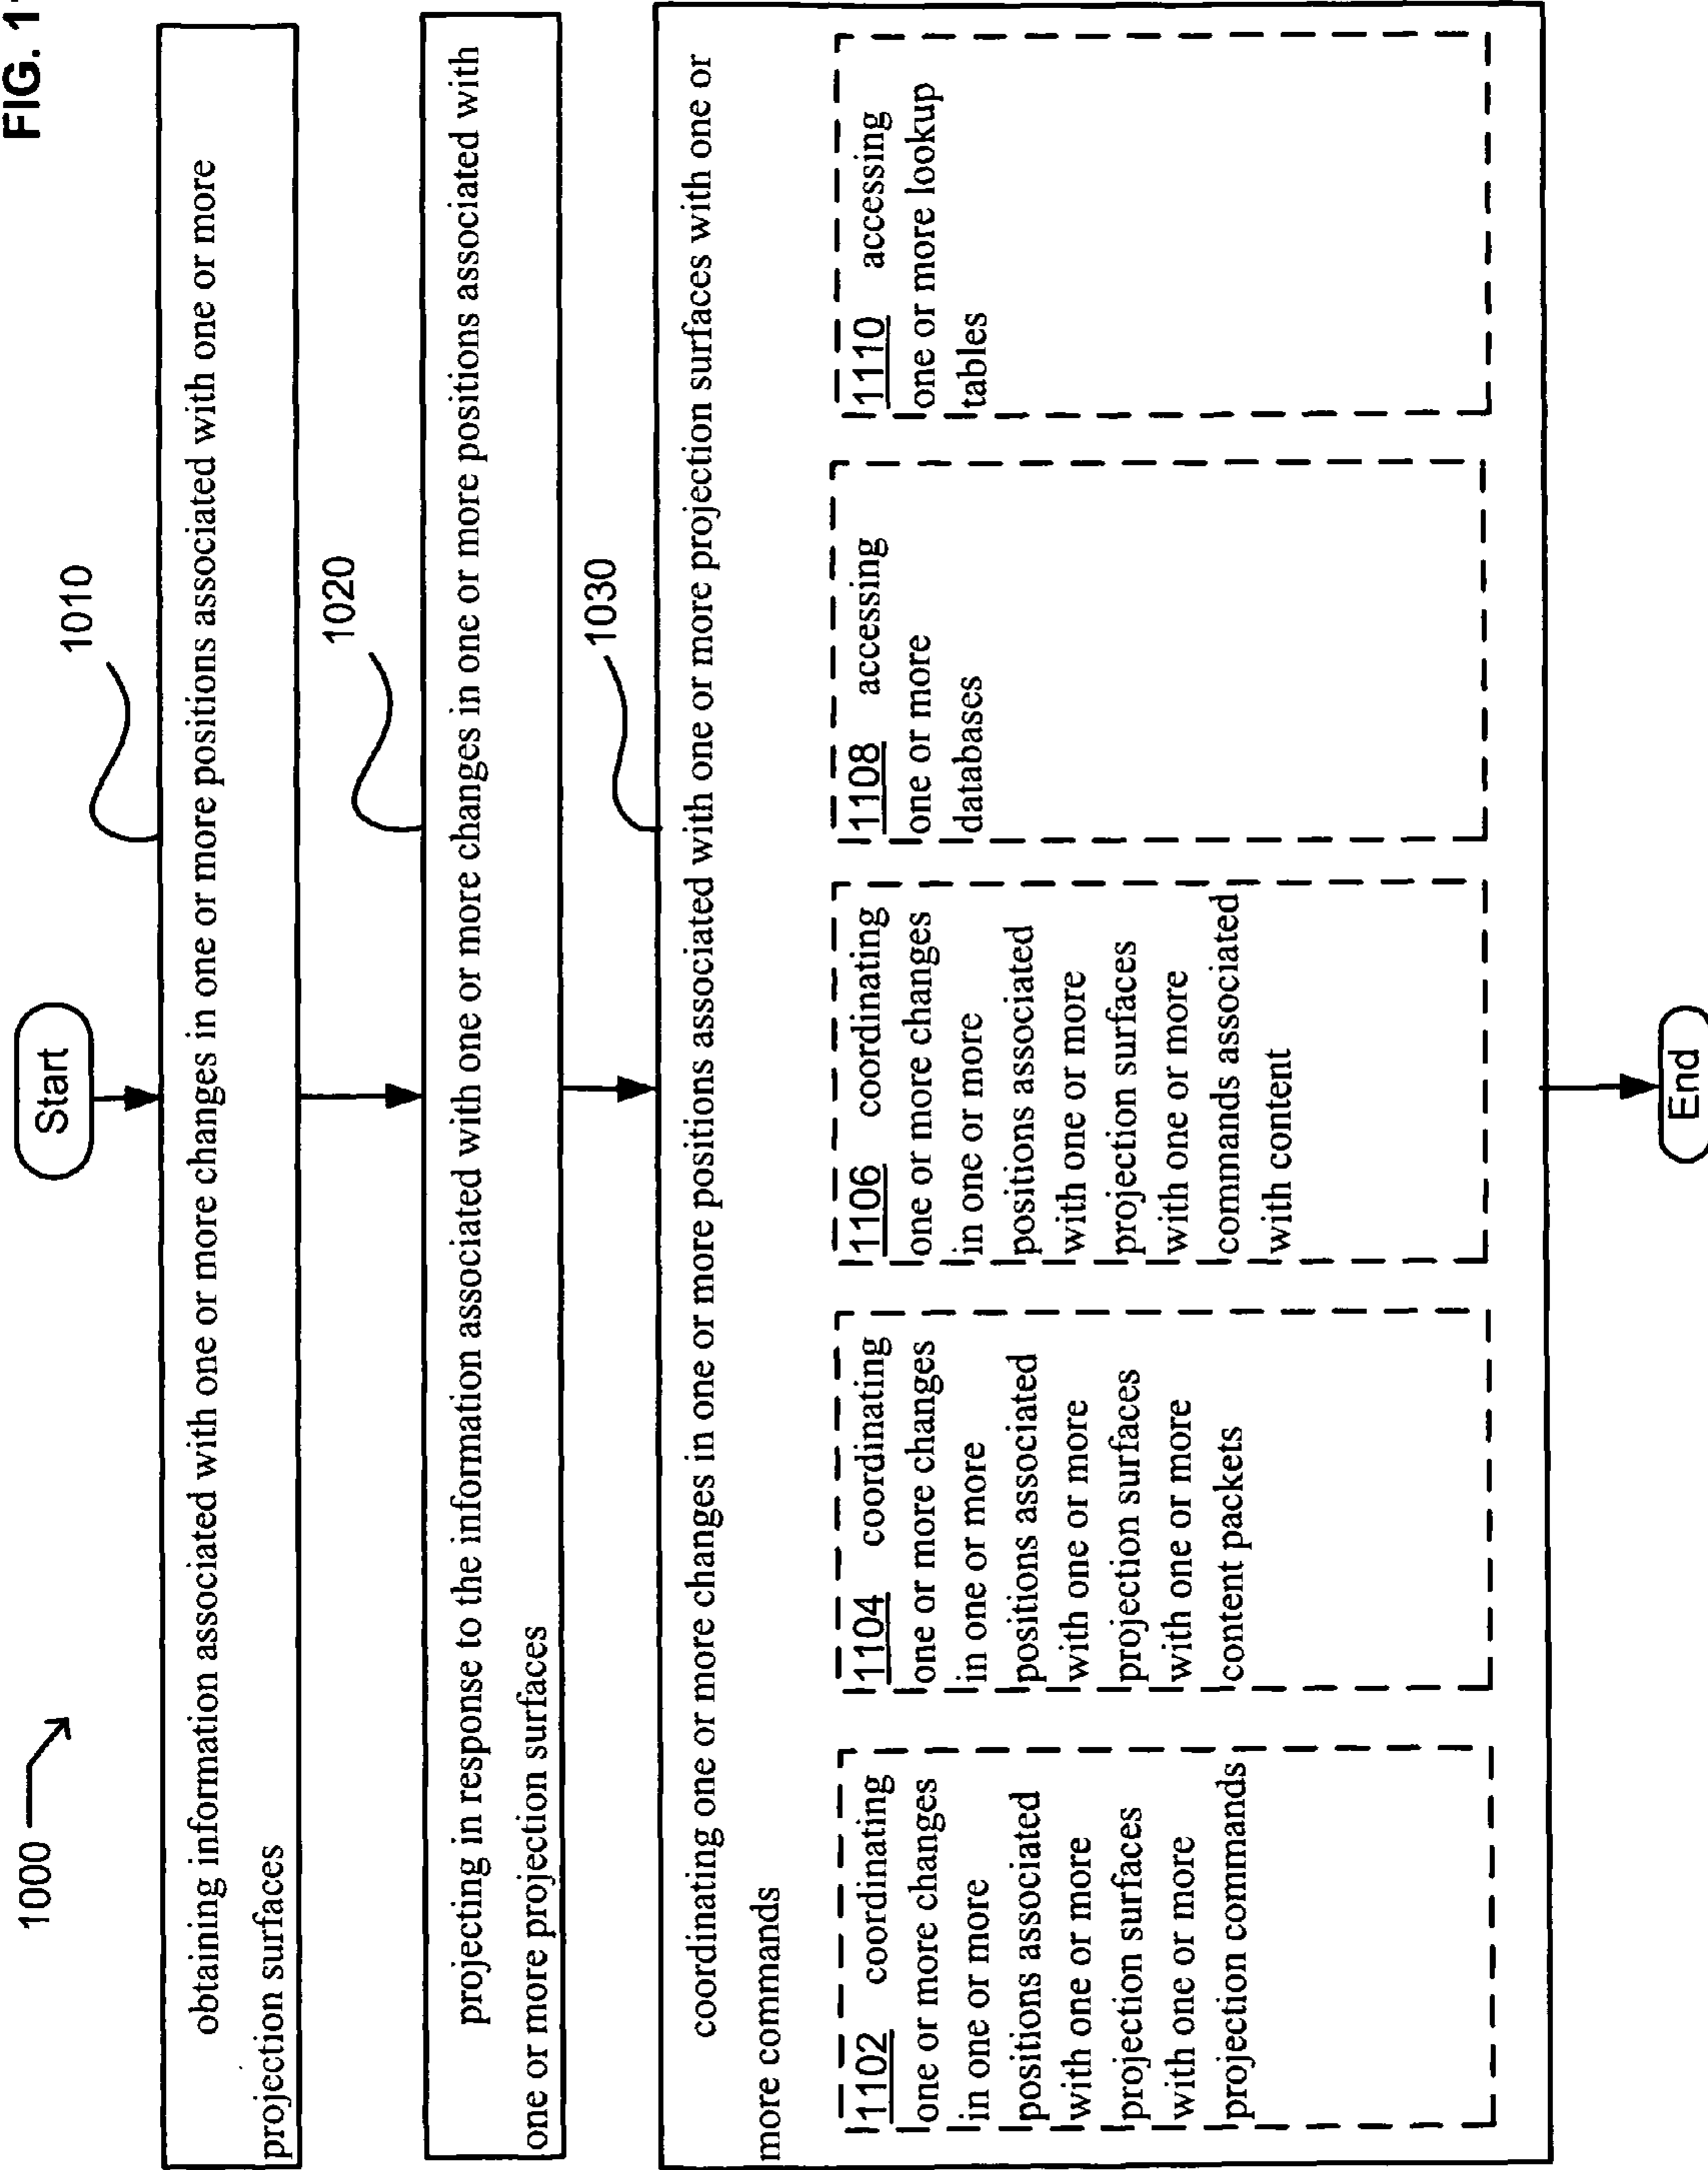 FIG. 1
1000
Start
1010
obtaining information associated with one or more changes in one or more positions associated with one or more
projection surfaces
1020
projecting in response to the information associated with one or more changes in one or more positions associated with
one or more projection surfaces
1030
coordinating one or more changes in one or more positions associated with one or more projection surfaces with one or
more commands
1102 coordinating
one or more changes
in one or more
positions associated
with one or more
projection surfaces
with one or more
projection commands
1104 coordinating
one or more changes
in one or more
positions associated
with one or more
projection surfaces
with one or more
content packets
1106 coordinating
one or more changes
in one or more
positions associated
with one or more
projection surfaces
with one or more
commands associated
with content
1108 accessing
one or more
databases
1110 accessing
one or more lookup
tables
End